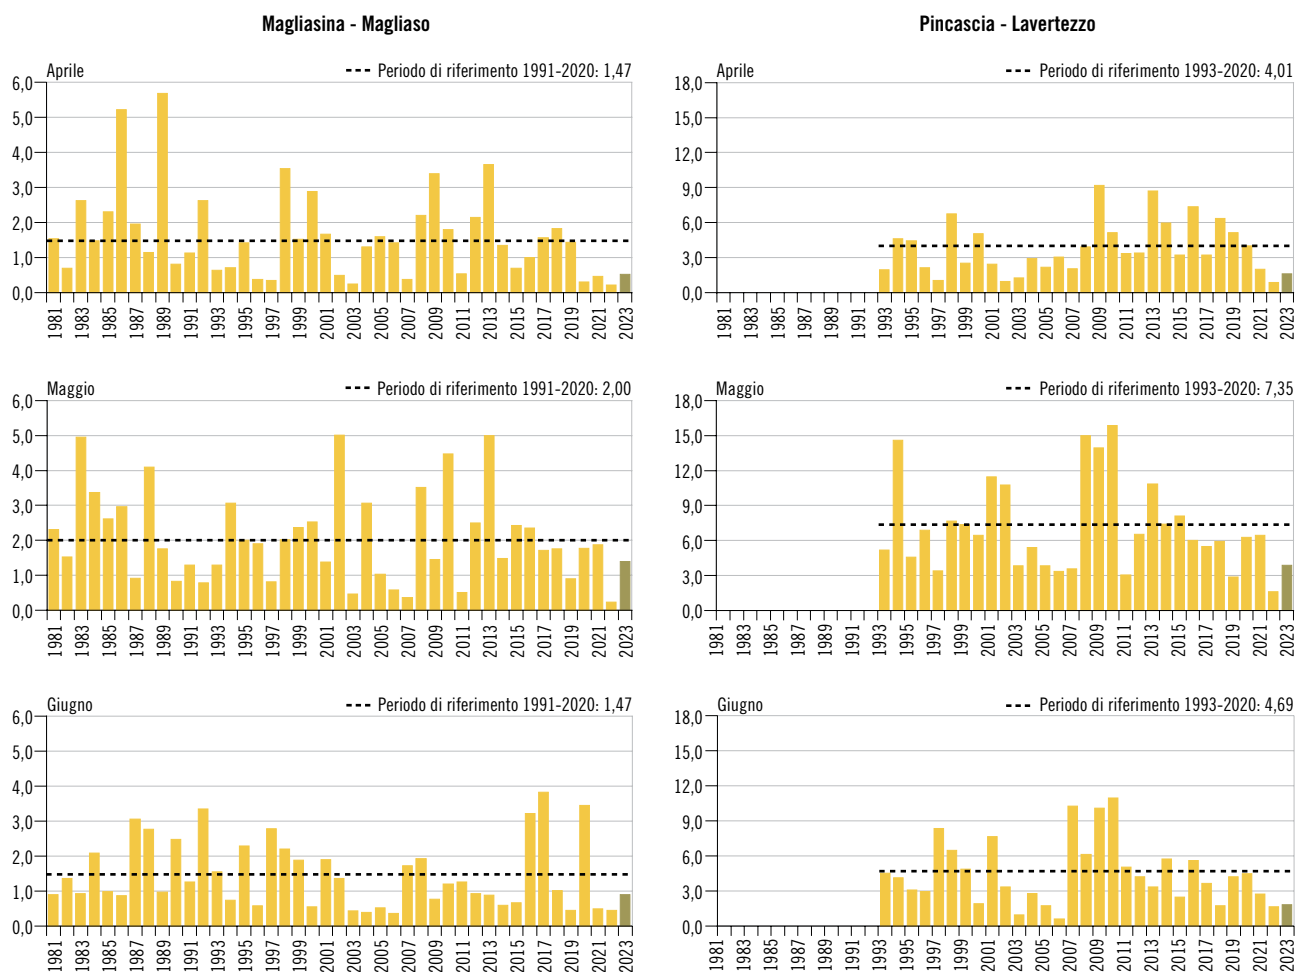 Magliasina - Magliaso
Pincascia - Lavertezzo
Aprile
Periodo di riferimento 1991-2020: 1,47
6,0
5,0
4,0
3,0
2,0
1,0
0,0
1981 1983 1985 1987 1989 1991 1993 1995 1997 1999 2001 2003 2005 2007 2009 2011 2013 2015 2017 2019 2021 2023
Aprile
Periodo di riferimento 1993-2020: 4,01
18,0
15,0
12,0
9,0
6,0
3,0
0,0
1981 1983 1985 1987 1989 1991 1993 1995 1997 1999 2001 2003 2005 2007 2009 2011 2013 2015 2017 2019 2021 2023
Maggio
Periodo di riferimento 1991-2020: 2,00
6,0
5,0
4,0
3,0
2,0
1,0
0,0
1981 1983 1985 1987 1989 1991 1993 1995 1997 1999 2001 2003 2005 2007 2009 2011 2013 2015 2017 2019 2021 2023
Maggio
Periodo di riferimento 1993-2020: 7,35
18,0
15,0
12,0
9,0
6,0
3,0
0,0
1981 1983 1985 1987 1989 1991 1993 1995 1997 1999 2001 2003 2005 2007 2009 2011 2013 2015 2017 2019 2021 2023
Giugno
Periodo di riferimento 1991-2020: 1,47
6,0
5,0
4,0
3,0
2,0
1,0
0,0
1981 1983 1985 1987 1989 1991 1993 1995 1997 1999 2001 2003 2005 2007 2009 2011 2013 2015 2017 2019 2021 2023
Giugno
Periodo di riferimento 1993-2020: 4,69
18,0
15,0
12,0
9,0
6,0
3,0
0,0
1981 1983 1985 1987 1989 1991 1993 1995 1997 1999 2001 2003 2005 2007 2009 2011 2013 2015 2017 2019 2021 2023